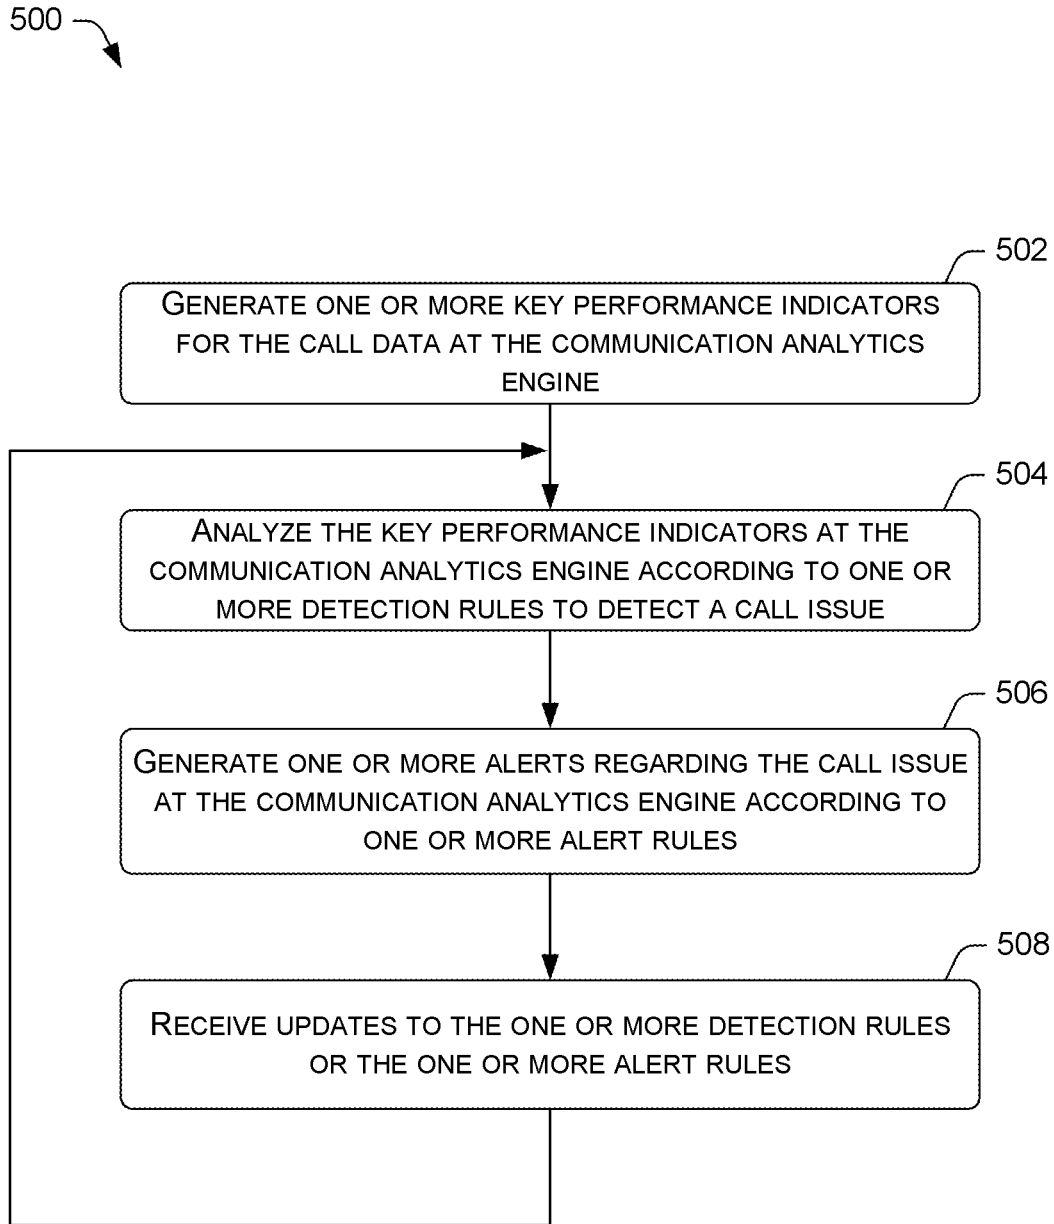 500
502
GENERATE ONE OR MORE KEY PERFORMANCE INDICATORS
FOR THE CALL DATA AT THE COMMUNICATION ANALYTICS
ENGINE
504
ANALYZE THE KEY PERFORMANCE INDICATORS AT THE
COMMUNICATION ANALYTICS ENGINE ACCORDING TO ONE OR
MORE DETECTION RULES TO DETECT A CALL ISSUE
506
GENERATE ONE OR MORE ALERTS REGARDING THE CALL ISSUE
AT THE COMMUNICATION ANALYTICS ENGINE ACCORDING TO
ONE OR MORE ALERT RULES
508
RECEIVE UPDATES TO THE ONE OR MORE DETECTION RULES
OR THE ONE OR MORE ALERT RULES